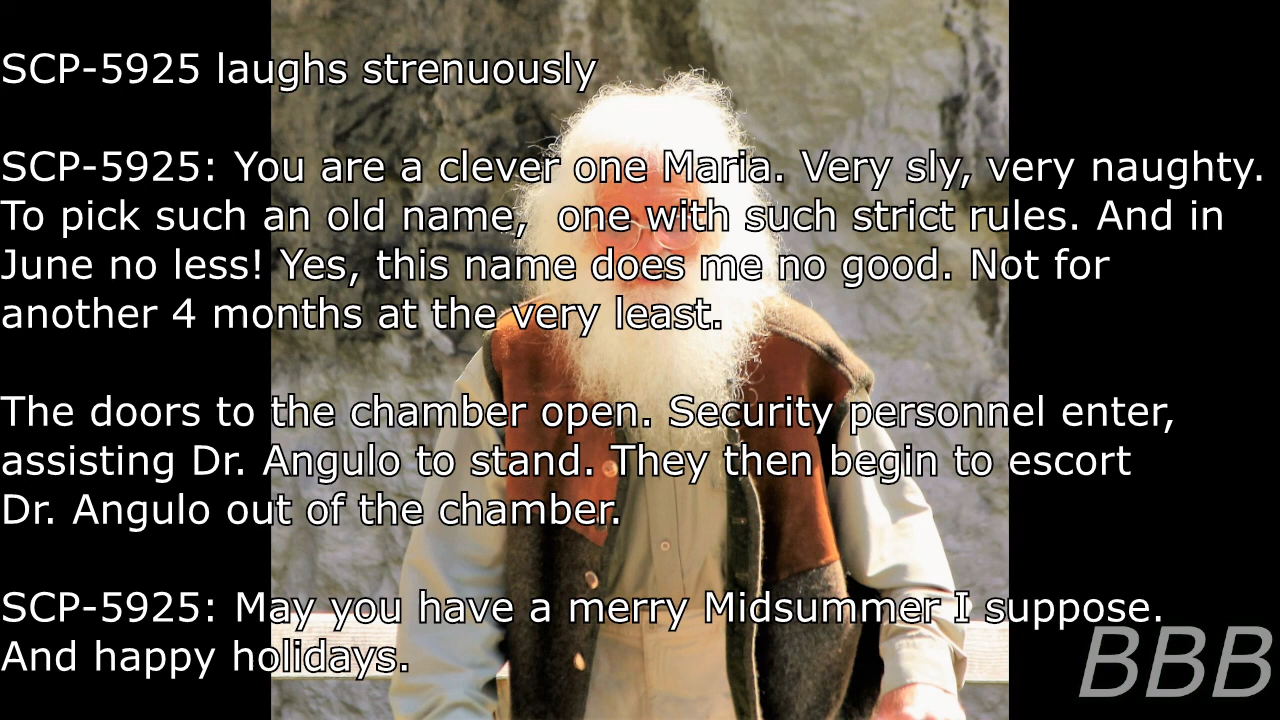 SCP-5925 laughs strenuously
SCP-5925: You are a clever one Maria. Very sly, very naughty.
To pick such an old name,  one with such strict rules. And in
June no less! Yes, this name does me no good. Not for
another 4 months at the very least.
The doors to the chamber open. Security personnel enter,
assisting Dr. Angulo to stand. They then begin to escort
Dr. Angulo out of the chamber.
SCP-5925: May you have a merry Midsummer I suppose.
And happy holidays.
BBB